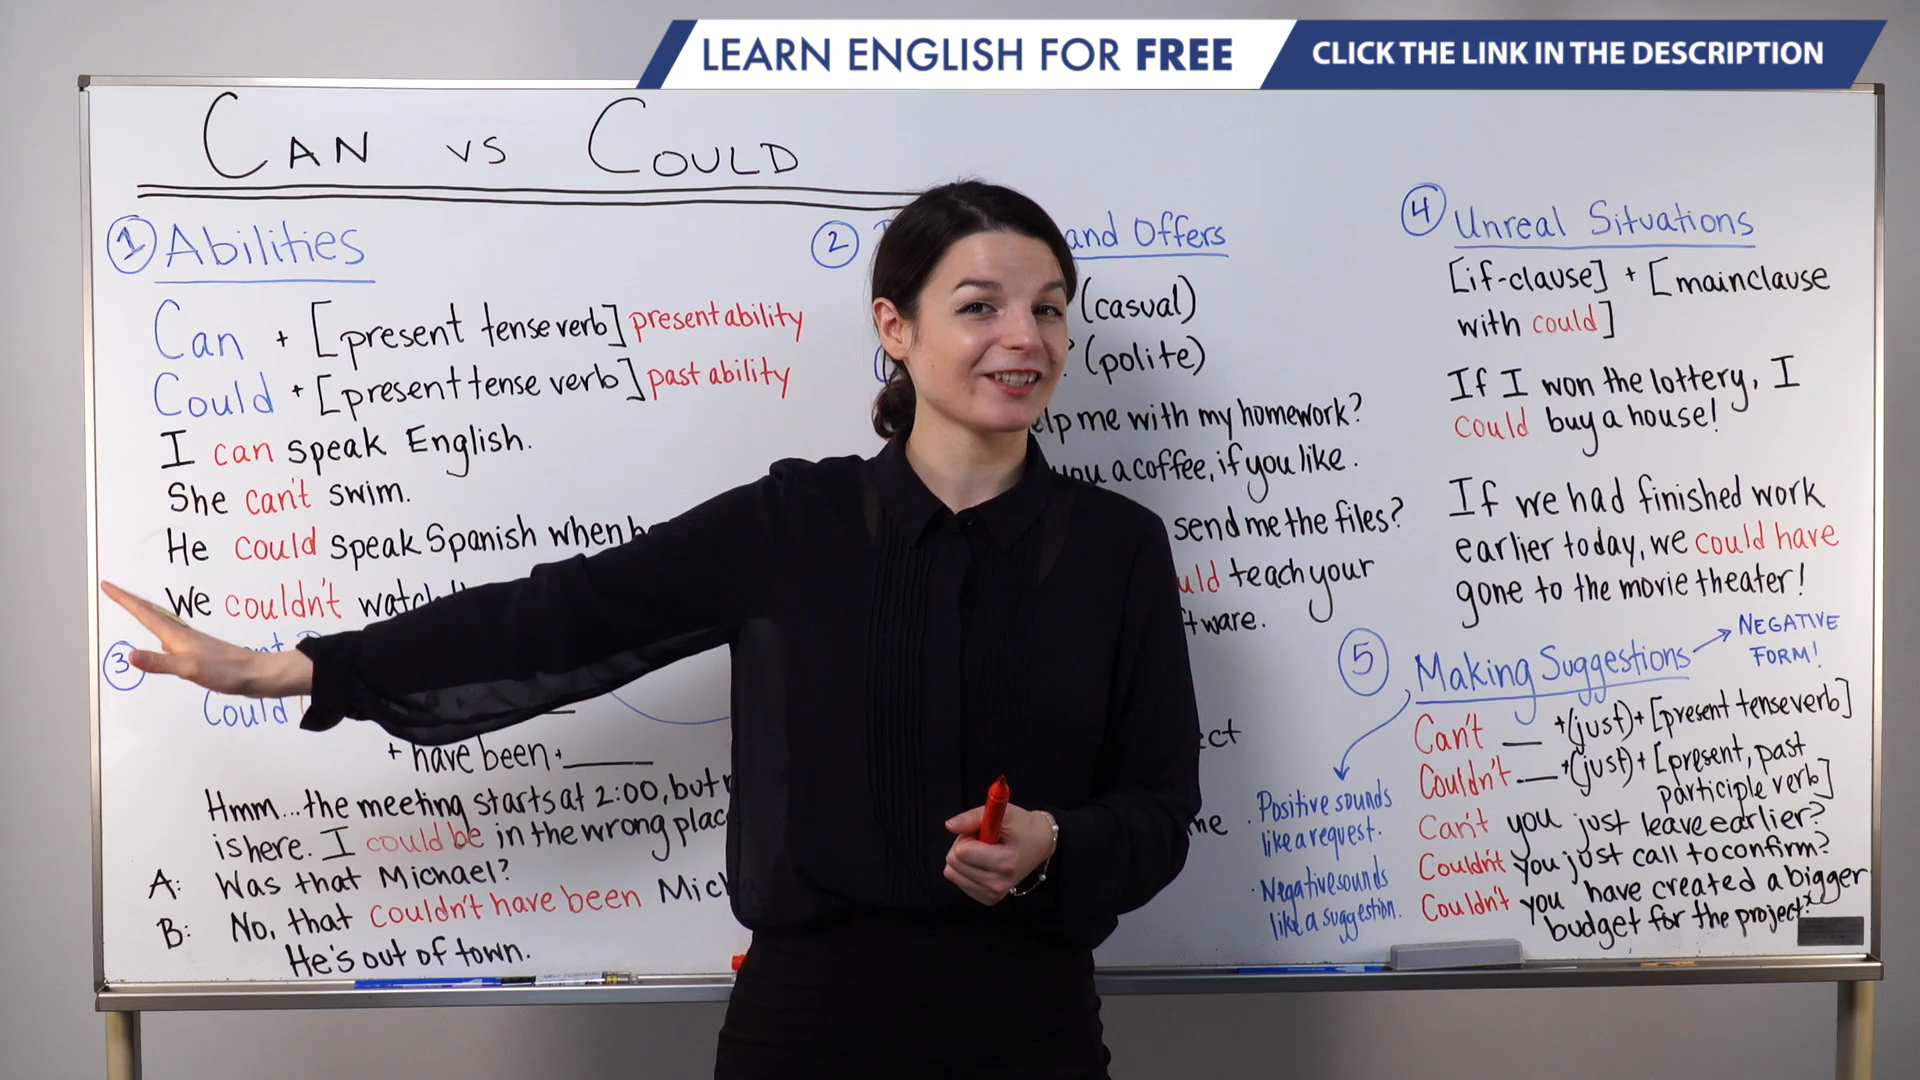 LEARN ENGLISH FOR FREE
CLICK THE LINK IN THE DESCRIPTION
CAN VS COULD
1 Abilities
Can + [present tense verb] present ability
Could + [present tense verb] past ability
I can speak English.
She can't swim.
He could speak Spanish when
We couldn't watch
2 and Offers
(casual)
? (polite)
me with my homework?
you a coffee, if you like.
send me the files?
teach your
3
Could
+ have been + ____
Hmm... the meeting starts at 2:00, but
is here. I could be in the wrong
A: Was that Michael?
B: No, that couldn't have been
He's out of town.
4 Unreal Situations
[if-clause] + [main clause
with could]
If I won the lottery, I
could buy a house!
If we had finished work
earlier today, we could have
gone to the movie theater!
5 Making Suggestions → NEGATIVE
FORM!
Can't __ +(just)+[present tense verb]
Couldn't __ +(just)+[present, past
participle verb]
Can't you just leave earlier?
Couldn't you just call to confirm?
Couldn't you have created a bigger
budget for the project?
· Positive sounds
like a request.
· Negative sounds
like a suggestion.